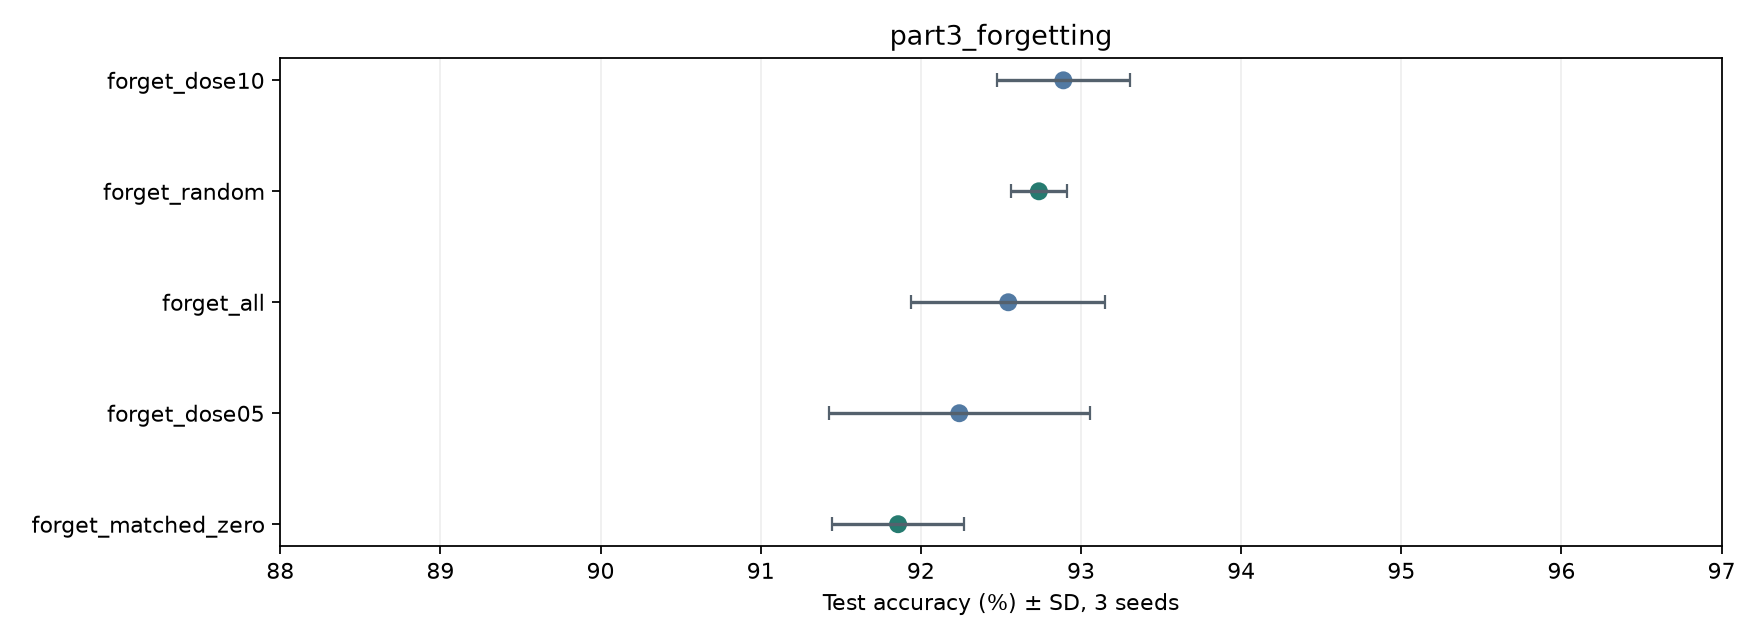 part3_forgetting
forget_dose10
forget_random
forget_all
forget_dose05
forget_matched_zero
88 89 90 91 92 93 94 95 96 97
Test accuracy (%) ± SD, 3 seeds